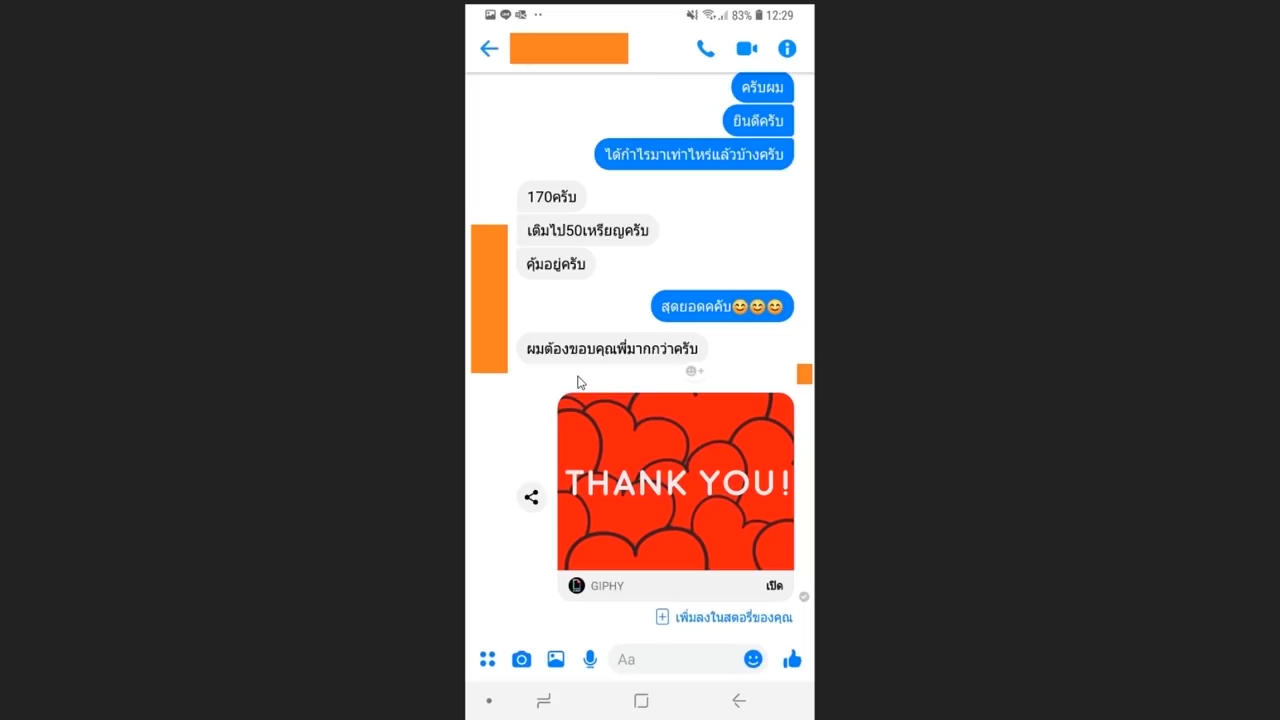 83% 12:29
ครับผม
ยินดีครับ
ได้กำไรมาเท่าไหร่แล้วบ้างครับ
170ครับ
เติมไป50เหรียญครับ
คุ้มอยู่ครับ
สุดยอดคคับ😊😊😊
ผมต้องขอบคุณพี่มากกว่าครับ
THANK YOU!
GIPHY เปิด
เพิ่มลงในสตอรี่ของคุณ
Aa